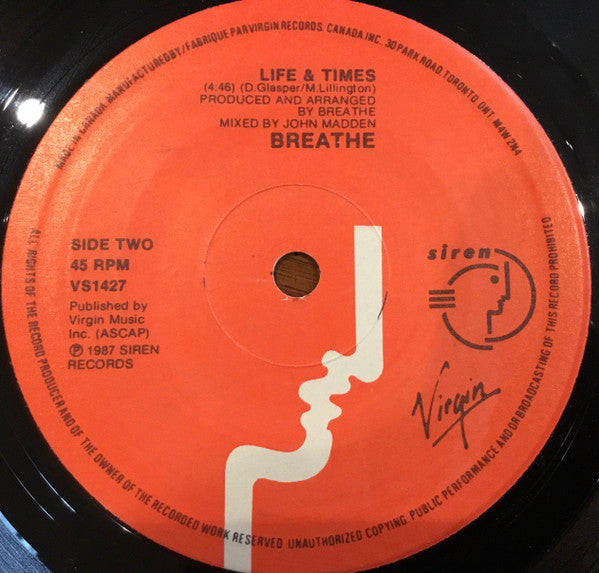 MADE IN CANADA. MANUFACTURED BY/FABRIQUE PAR VIRGIN RECORDS. CANADA INC. 30 PARK ROAD, TORONTO, ONT. M4W 2N4
LIFE & TIMES
(4:46) (D.Glasper/M.Lillington)
PRODUCED AND ARRANGED
BY BREATHE
MIXED BY JOHN MADDEN
BREATHE
SIDE TWO
45 RPM
VS1427
Published by
Virgin Music
Inc. (ASCAP)
℗ 1987 SIREN
RECORDS
siren
Virgin
ALL RIGHTS OF THE RECORD PRODUCER AND OF THE OWNER OF THE RECORDED WORK RESERVED. UNAUTHORIZED COPYING, PUBLIC PERFORMANCE AND OR BROADCASTING OF THIS RECORD PROHIBITED